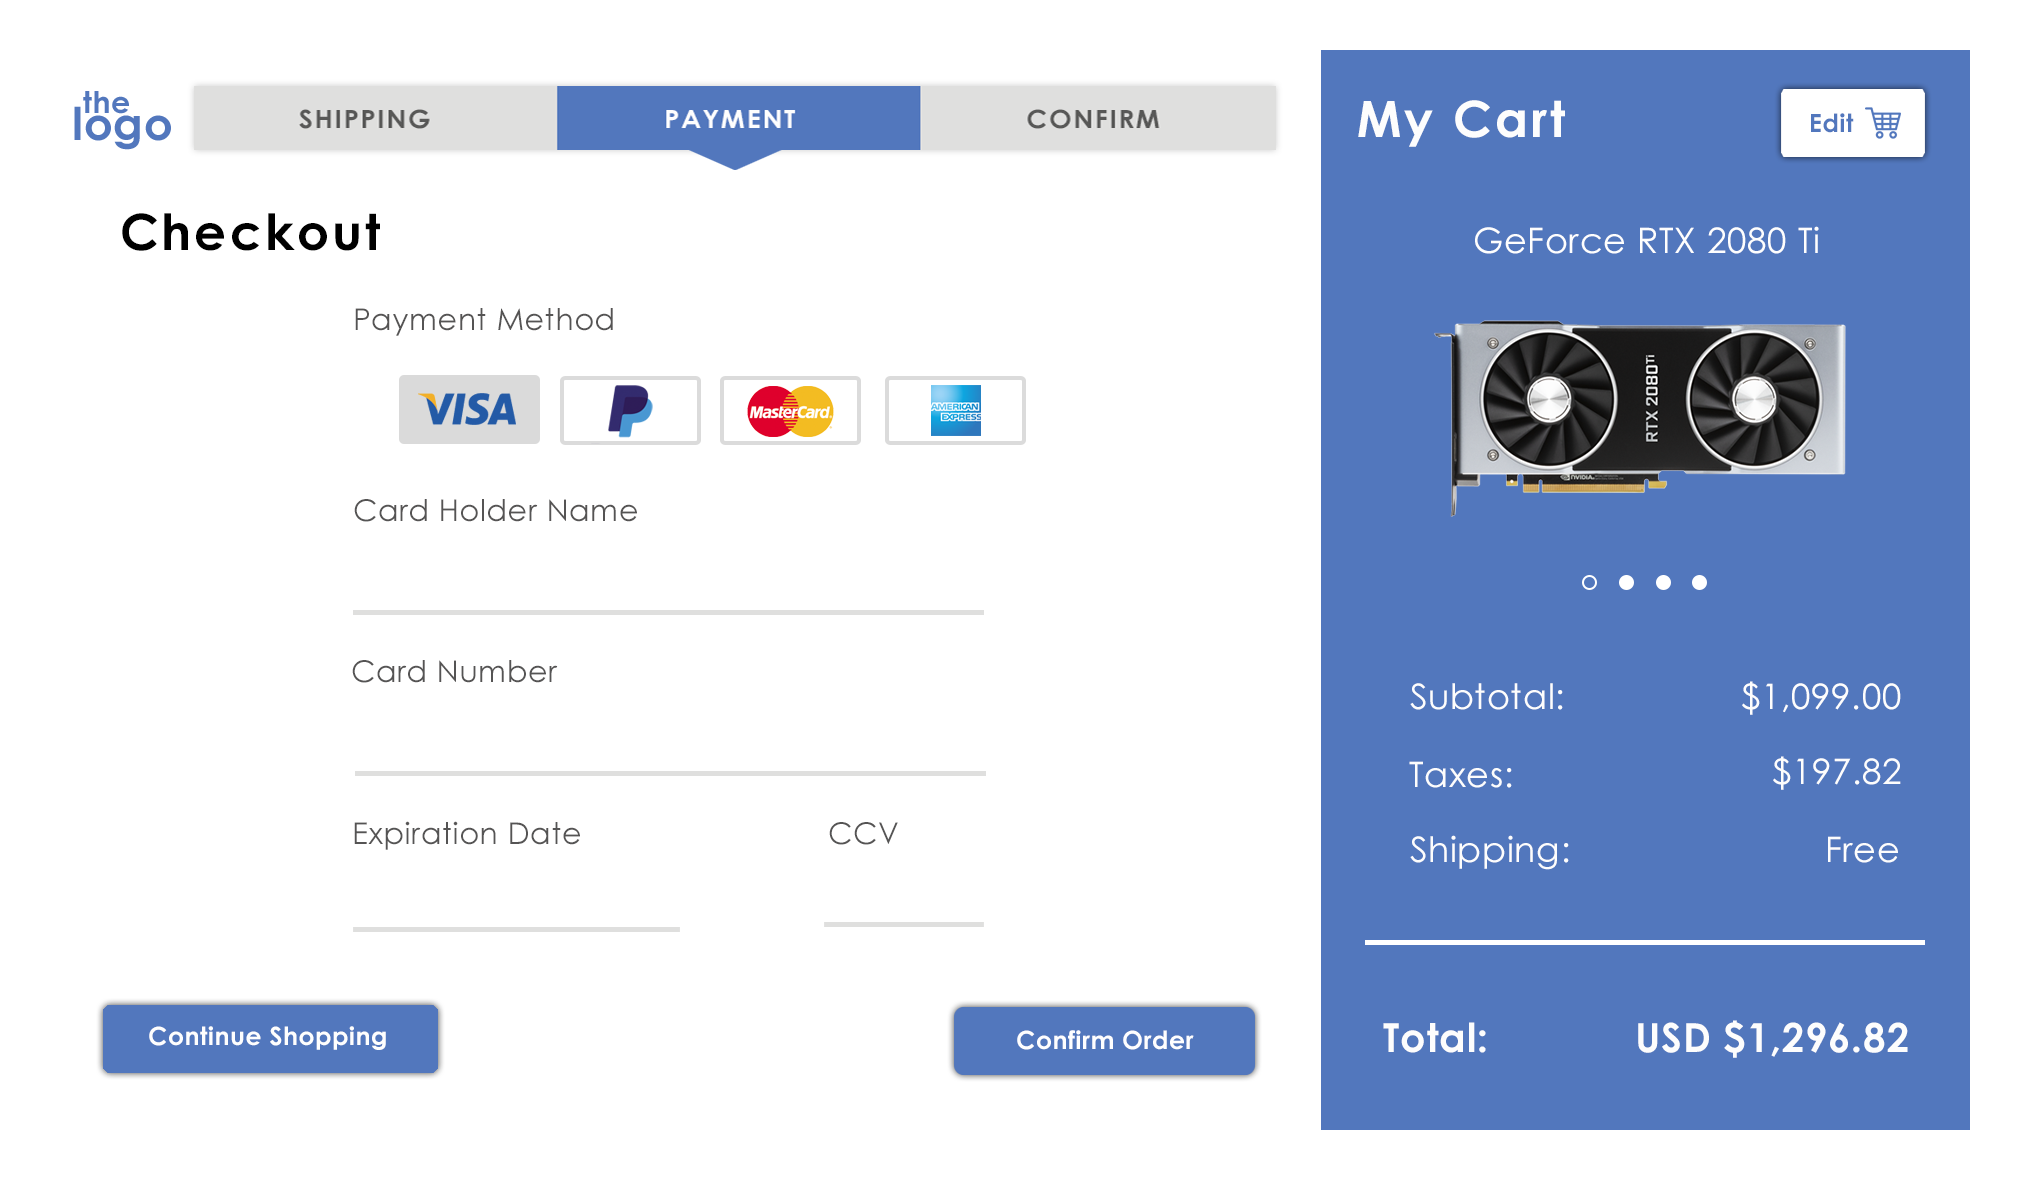 the
logo
SHIPPING
PAYMENT
CONFIRM
Checkout
Payment Method
VISA
MasterCard
AMERICAN
EXPRESS
Card Holder Name
Card Number
Expiration Date
CCV
Continue Shopping
Confirm Order
My Cart
Edit
GeForce RTX 2080 Ti
RTX 2080Ti
NVIDIA
Subtotal: $1,099.00
Taxes: $197.82
Shipping: Free
Total: USD $1,296.82